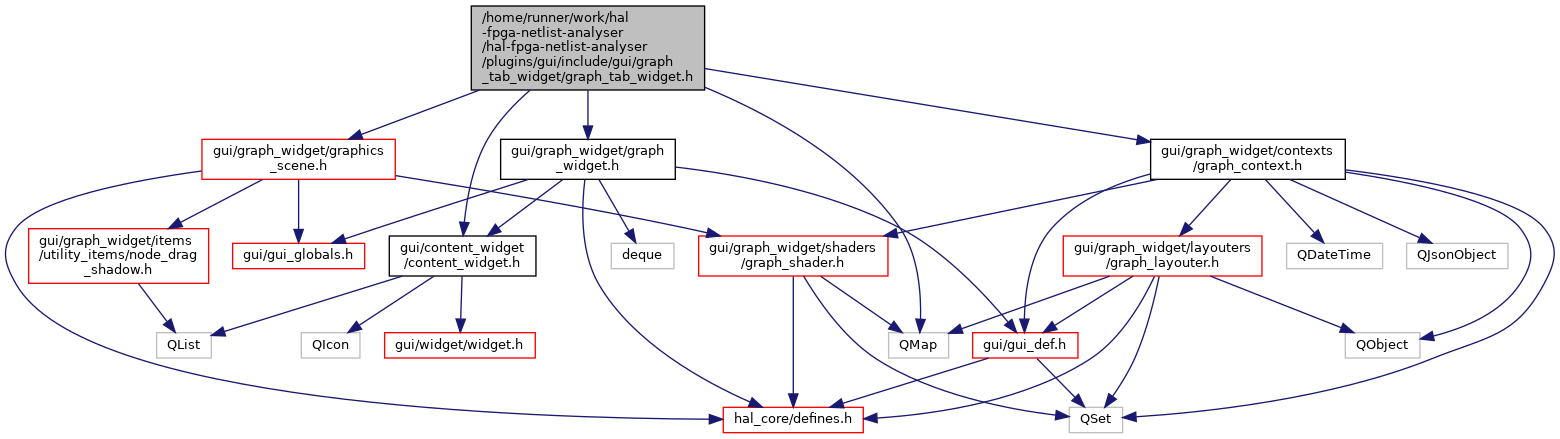 /home/runner/work/hal
-fpga-netlist-analyser
/hal-fpga-netlist-analyser
/plugins/gui/include/gui/graph
_tab_widget/graph_tab_widget.h
gui/graph_widget/graphics
_scene.h
gui/graph_widget/graph
_widget.h
gui/graph_widget/contexts
/graph_context.h
gui/graph_widget/items
/utility_items/node_drag
_shadow.h
gui/gui_globals.h
gui/content_widget
/content_widget.h
deque
gui/graph_widget/shaders
/graph_shader.h
gui/graph_widget/layouters
/graph_layouter.h
QDateTime
QJsonObject
QList
QIcon
gui/widget/widget.h
QMap
gui/gui_def.h
QObject
hal_core/defines.h
QSet